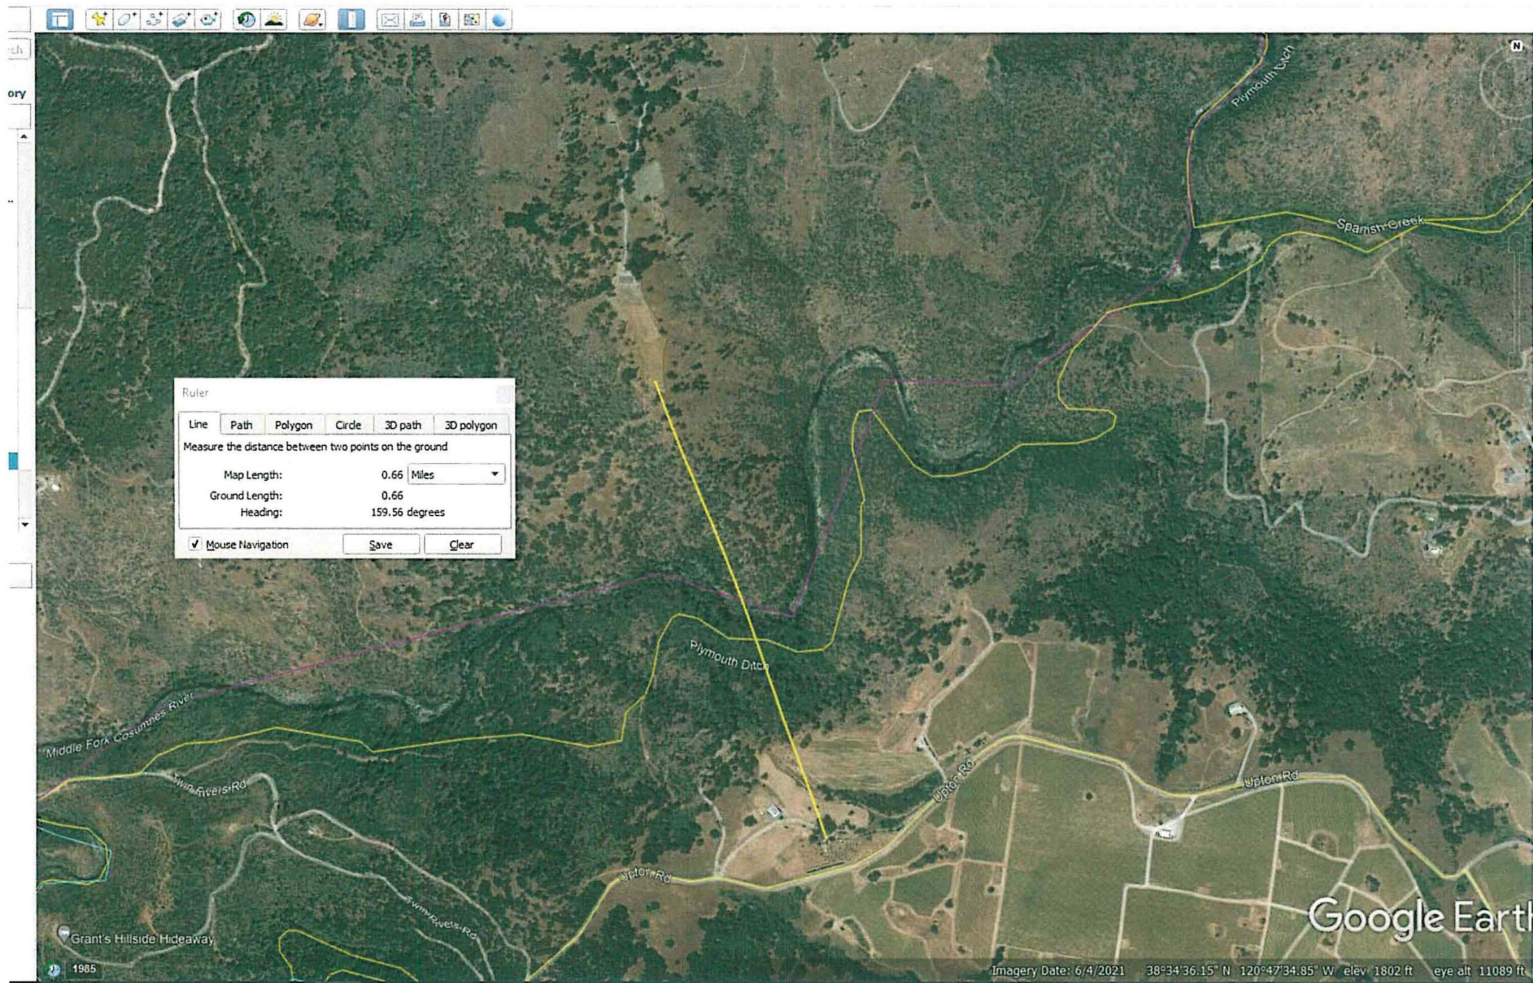 ory
N
Plymouth Ditch
Spanish Creek
Ruler
Line Path Polygon Circle 3D path 3D polygon
Measure the distance between two points on the ground
Map Length: 0.66 Miles
Ground Length: 0.66
Heading: 159.56 degrees
Mouse Navigation Save Clear
Plymouth Ditch
Middle Fork Cosumnes River
Twin Rivers Rd
Upton Rd
Upton Rd
Upton Rd
Twin Rivers Rd
Grant's Hillside Hideaway
Google Eart
1985
Imagery Date: 6/4/2021 38°34'36.15" N 120°47'34.85" W elev 1802 ft eye alt 11089 ft